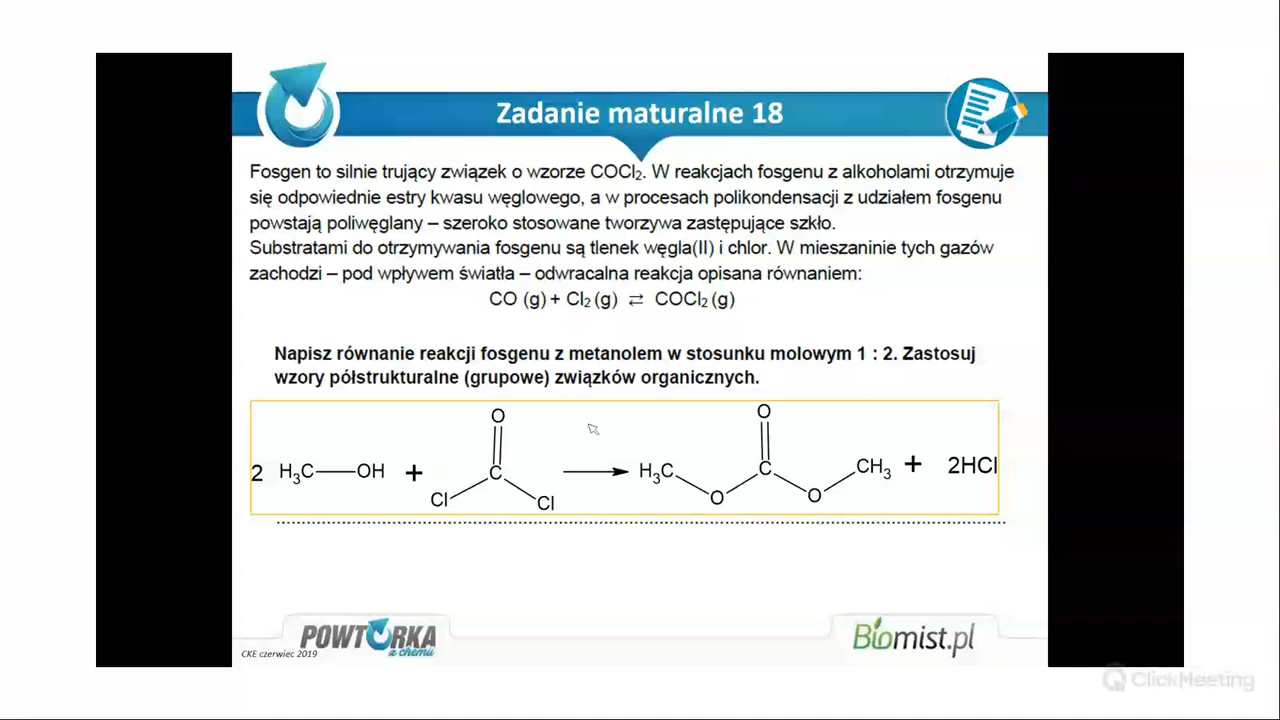 Zadanie maturalne 18
Fosgen to silnie trujący związek o wzorze COCl₂. W reakcjach fosgenu z alkoholami otrzymuje
się odpowiednie estry kwasu węglowego, a w procesach polikondensacji z udziałem fosgenu
powstają poliwęglany – szeroko stosowane tworzywa zastępujące szkło.
Substratami do otrzymywania fosgenu są tlenek węgla(II) i chlor. W mieszaninie tych gazów
zachodzi – pod wpływem światła – odwracalna reakcja opisana równaniem:
CO (g) + Cl₂ (g) ⇄ COCl₂ (g)
Napisz równanie reakcji fosgenu z metanolem w stosunku molowym 1 : 2. Zastosuj
wzory półstrukturalne (grupowe) związków organicznych.
O O
2 H₃C OH + C H₃C C CH₃ + 2HCl
Cl Cl O O
POWTÓRKA
z chemii
Biomist.pl
CKE czerwiec 2019
ClickMeeting